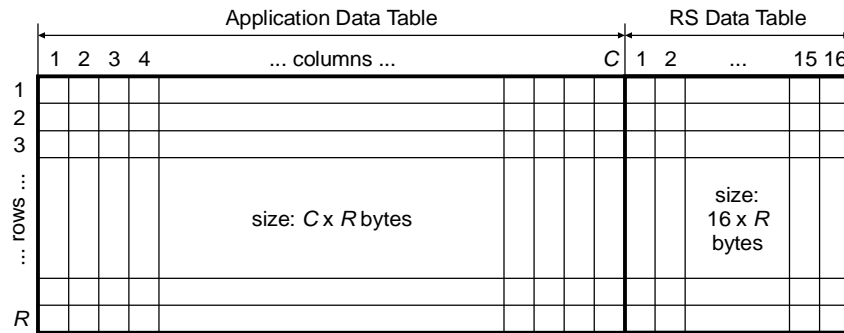 Application Data Table RS Data Table
1 2 3 4 ... columns ... C 1 2 ... 15 16
1
2
3
... rows ...
size: C x R bytes
size:
16 x R
bytes
R